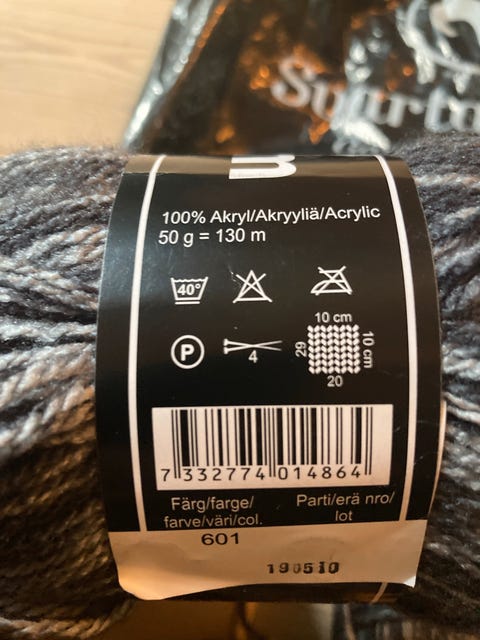 100% Akryl/Akryyliä/Acrylic
50 g = 130 m
40°
P
4
10 cm
29
10 cm
20
7 332774 014864
Färg/farge/
farve/väri/col.
Parti/erä nro/
lot
601
190510